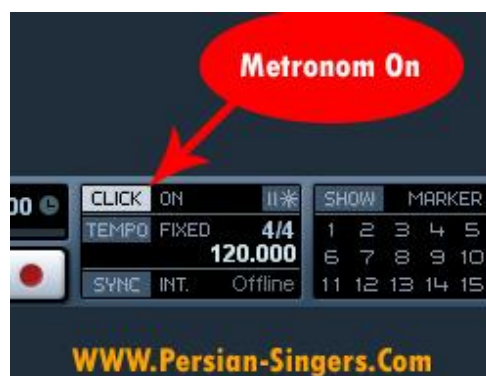 Metronom On
00 CLICK ON SHOW MARKER
TEMPO FIXED 4/4 1 2 3 4 5
120.000 6 7 8 9 10
SYNC INT. Offline 11 12 13 14 15
WWW.Persian-Singers.Com